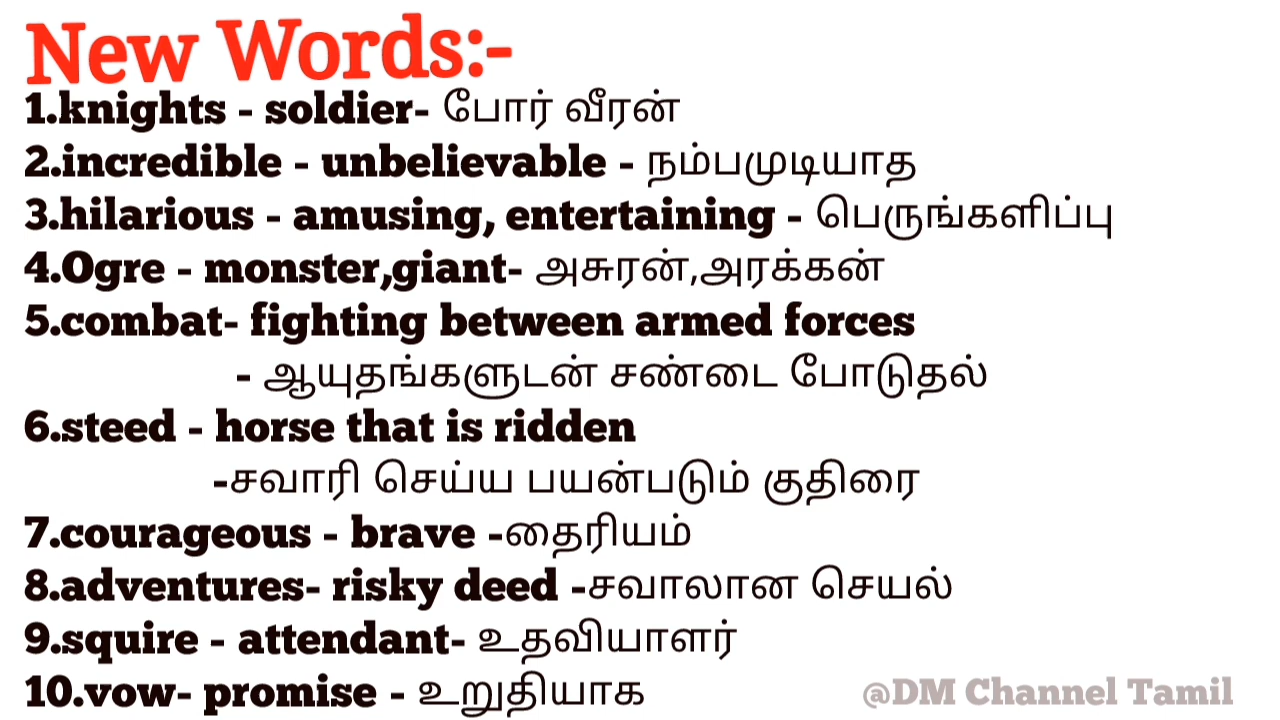 New Words:-
1.knights - soldier- போர் வீரன்
2.incredible - unbelievable - நம்பமுடியாத
3.hilarious - amusing, entertaining - பெருங்களிப்பு
4.Ogre - monster,giant- அசுரன்,அரக்கன்
5.combat- fighting between armed forces
- ஆயுதங்களுடன் சண்டை போடுதல்
6.steed - horse that is ridden
-சவாரி செய்ய பயன்படும் குதிரை
7.courageous - brave -தைரியம்
8.adventures- risky deed -சவாலான செயல்
9.squire - attendant- உதவியாளர்
10.vow- promise - உறுதியாக
@DM Channel Tamil